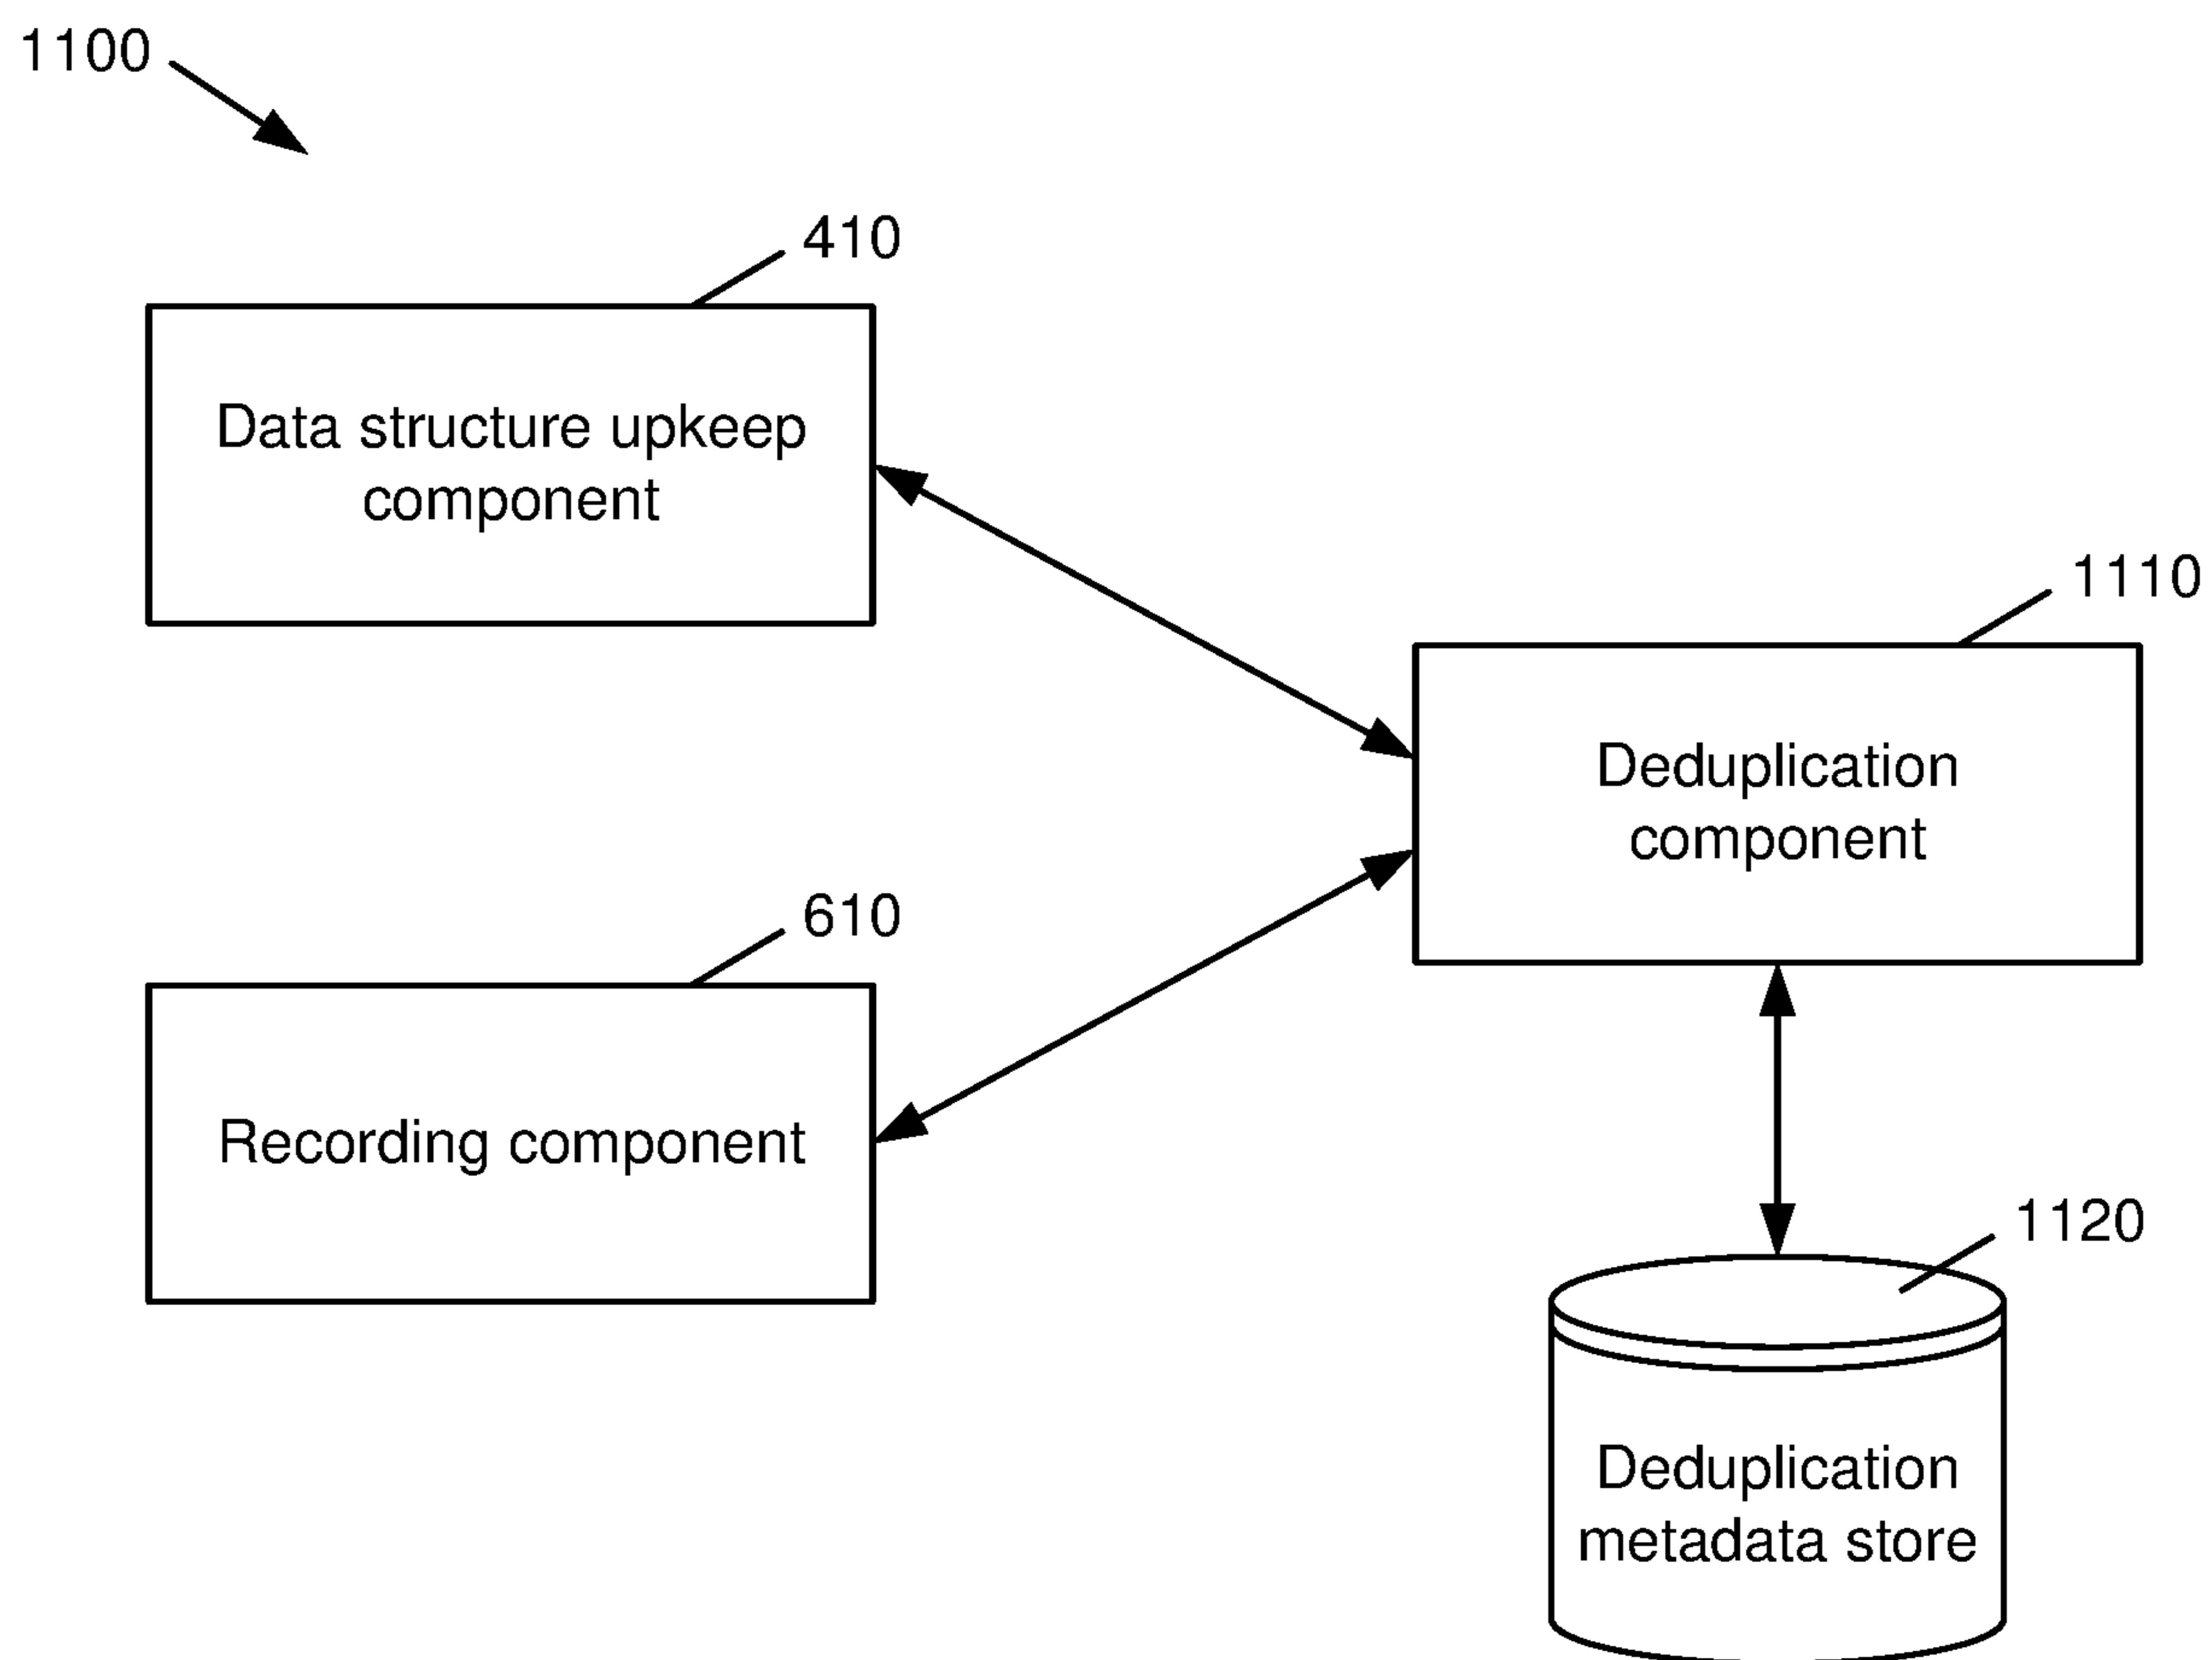 1100
410
Data structure upkeep
component
1110
Deduplication
component
610
Recording component
1120
Deduplication
metadata store